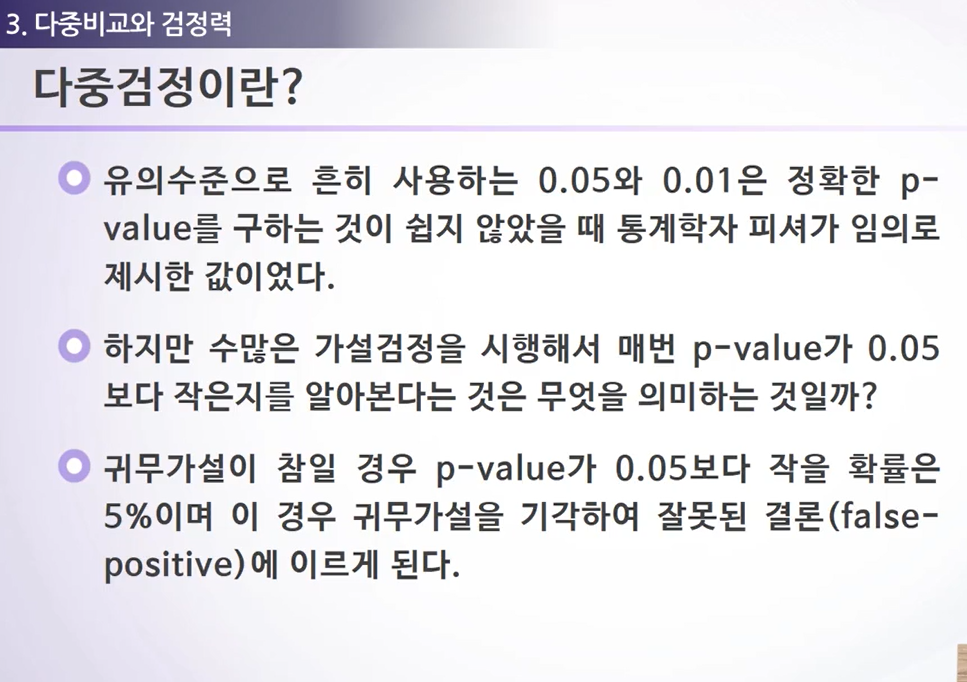 3. 다중비교와 검정력
다중검정이란?
유의수준으로 흔히 사용하는 0.05와 0.01은 정확한 p-
value를 구하는 것이 쉽지 않았을 때 통계학자 피셔가 임의로
제시한 값이었다.
하지만 수많은 가설검정을 시행해서 매번 p-value가 0.05
보다 작은지를 알아본다는 것은 무엇을 의미하는 것일까?
귀무가설이 참일 경우 p-value가 0.05보다 작을 확률은
5%이며 이 경우 귀무가설을 기각하여 잘못된 결론(false-
positive)에 이르게 된다.